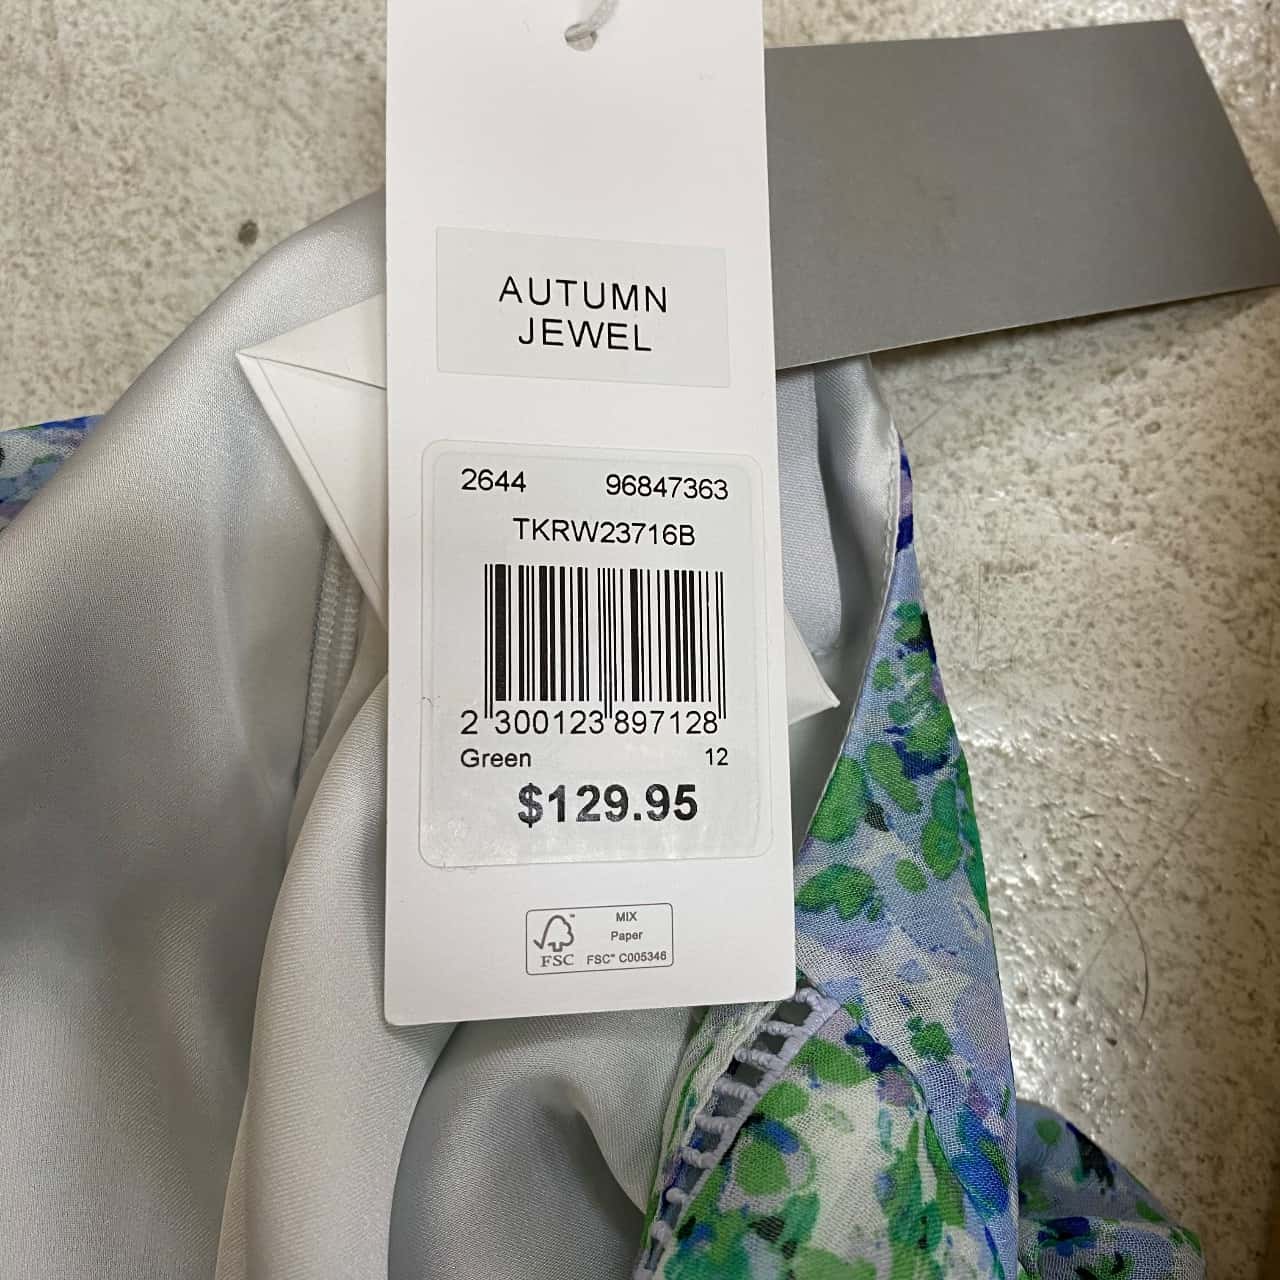 AUTUMN
JEWEL
2644 96847363
TKRW23716B
2 300123 897128
Green 12
$129.95
MIX
Paper
FSC™ C005346
FSC